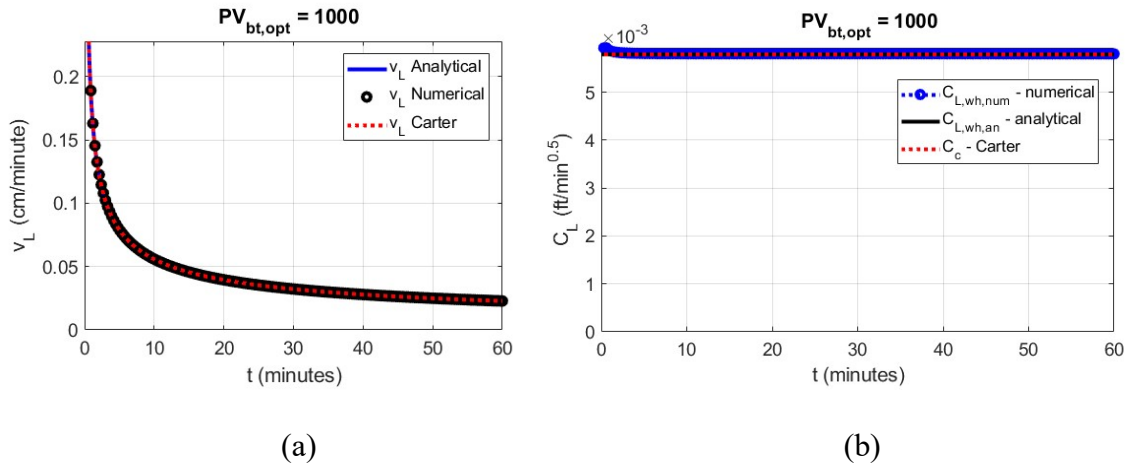 PV_bt,opt = 1000
v_L (cm/minute)
0.2
0.15
0.1
0.05
0
v_L Analytical
v_L Numerical
v_L Carter
0 10 20 30 40 50 60
t (minutes)
(a)
PV_bt,opt = 1000
× 10^-3
C_L (ft/min^0.5)
5
4
3
2
1
0
C_L,wh,num - numerical
C_L,wh,an - analytical
C_c - Carter
0 10 20 30 40 50 60
t (minutes)
(b)